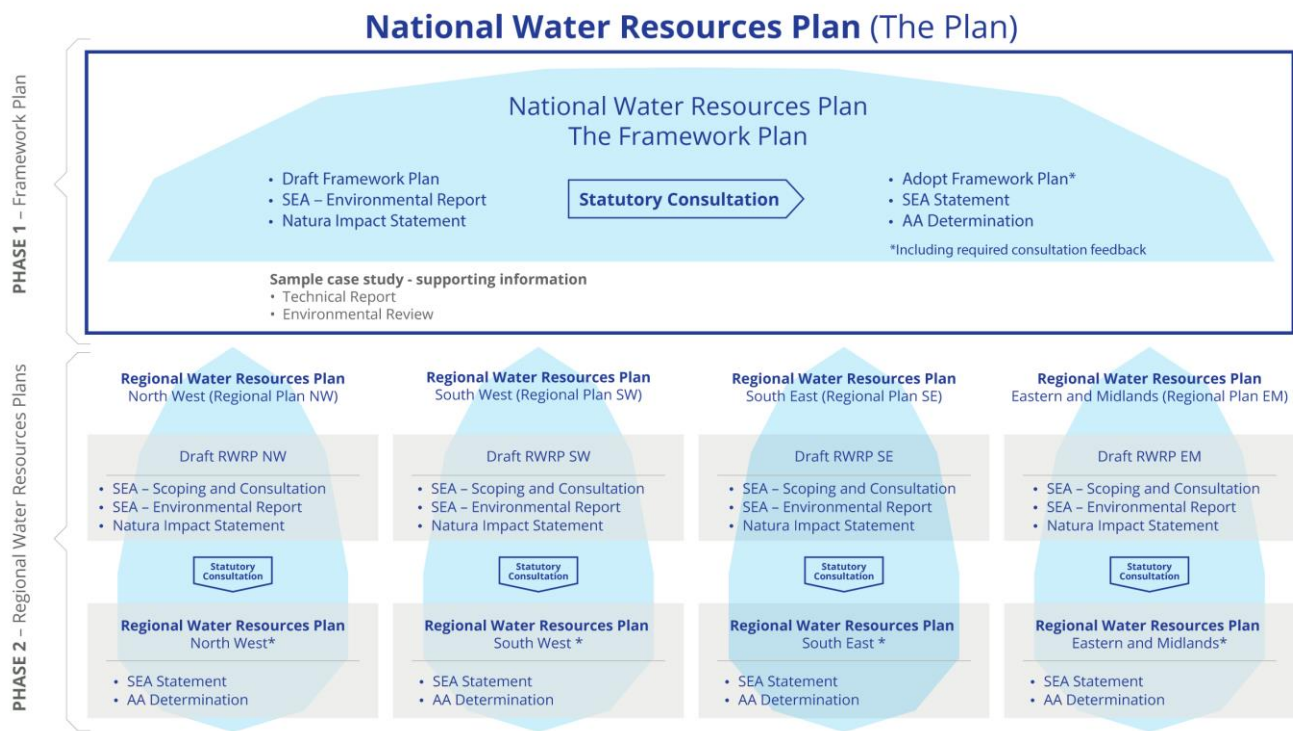 National Water Resources Plan (The Plan)
PHASE 1 – Framework Plan
National Water Resources Plan
The Framework Plan
• Draft Framework Plan
• SEA – Environmental Report
• Natura Impact Statement
Statutory Consultation
• Adopt Framework Plan*
• SEA Statement
• AA Determination
*Including required consultation feedback
Sample case study - supporting information
• Technical Report
• Environmental Review
PHASE 2 – Regional Water Resources Plans
Regional Water Resources Plan
North West (Regional Plan NW)
Draft RWRP NW
• SEA – Scoping and Consultation
• SEA – Environmental Report
• Natura Impact Statement
Statutory
Consultation
Regional Water Resources Plan
North West*
• SEA Statement
• AA Determination
Regional Water Resources Plan
South West (Regional Plan SW)
Draft RWRP SW
• SEA – Scoping and Consultation
• SEA – Environmental Report
• Natura Impact Statement
Statutory
Consultation
Regional Water Resources Plan
South West *
• SEA Statement
• AA Determination
Regional Water Resources Plan
South East (Regional Plan SE)
Draft RWRP SE
• SEA – Scoping and Consultation
• SEA – Environmental Report
• Natura Impact Statement
Statutory
Consultation
Regional Water Resources Plan
South East *
• SEA Statement
• AA Determination
Regional Water Resources Plan
Eastern and Midlands (Regional Plan EM)
Draft RWRP EM
• SEA – Scoping and Consultation
• SEA – Environmental Report
• Natura Impact Statement
Statutory
Consultation
Regional Water Resources Plan
Eastern and Midlands*
• SEA Statement
• AA Determination